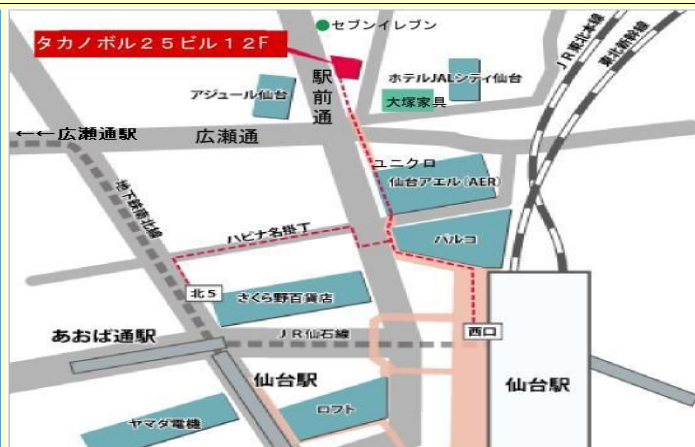 セブンイレブン
タカノボル25ビル12F
駅前通
アジュール仙台
ホテルJALシティ仙台
大塚家具
JR東北本線
東北新幹線
←←広瀬通駅
広瀬通
ユニクロ
仙台アエル(AER)
地下鉄南北線
ハピナ名掛丁
パルコ
北5
さくら野百貨店
あおば通駅
JR仙石線
西口
仙台駅
仙台駅
ロフト
ヤマダ電機